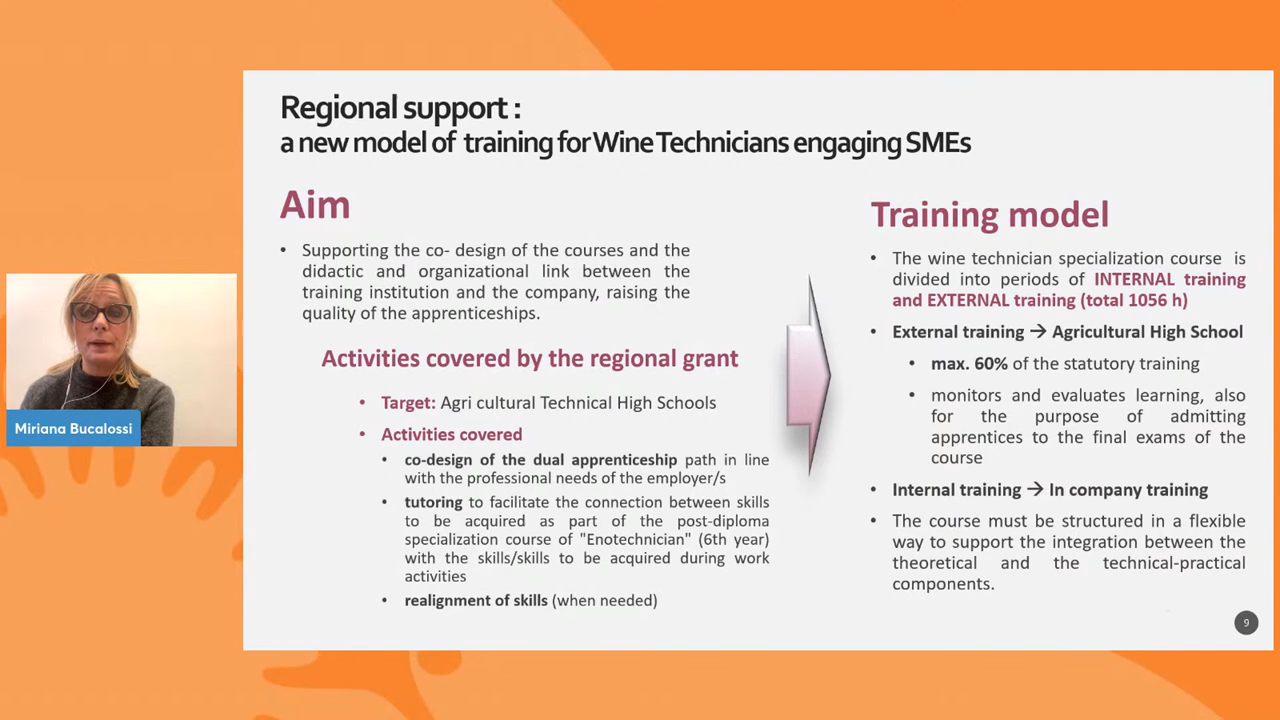 Regional support :
a new model of training for Wine Technicians engaging SMEs
Aim
• Supporting the co- design of the courses and the
didactic and organizational link between the
training institution and the company, raising the
quality of the apprenticeships.
Activities covered by the regional grant
• Target: Agri cultural Technical High Schools
• Activities covered
• co-design of the dual apprenticeship path in line
with the professional needs of the employer/s
• tutoring to facilitate the connection between skills
to be acquired as part of the post-diploma
specialization course of "Enotechnician" (6th year)
with the skills/skills to be acquired during work
activities
• realignment of skills (when needed)
Training model
• The wine technician specialization course is
divided into periods of INTERNAL training
and EXTERNAL training (total 1056 h)
• External training → Agricultural High School
• max. 60% of the statutory training
• monitors and evaluates learning, also
for the purpose of admitting
apprentices to the final exams of the
course
• Internal training → In company training
• The course must be structured in a flexible
way to support the integration between the
theoretical and the technical-practical
components.
9
Miriana Bucalossi